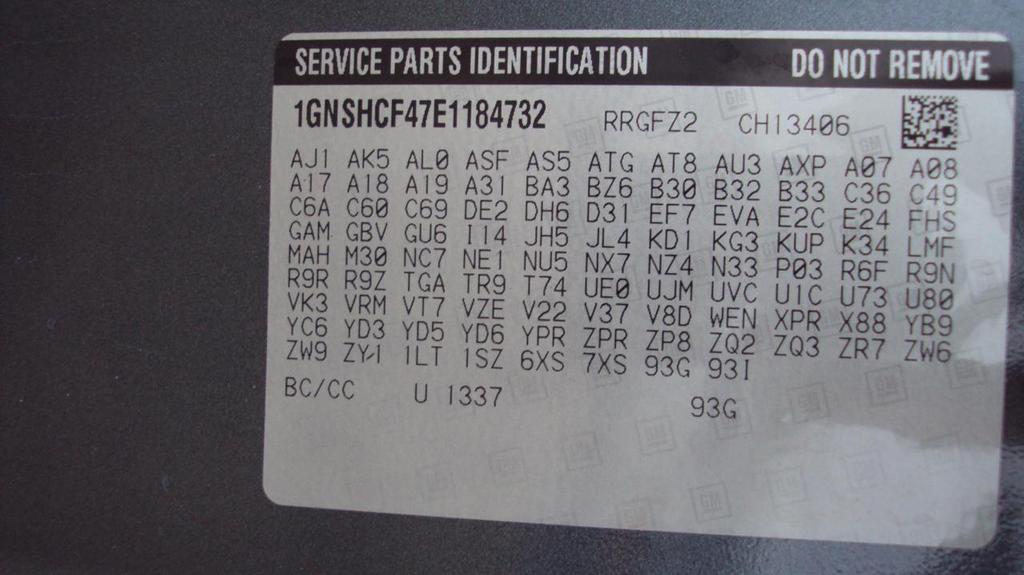 SERVICE PARTS IDENTIFICATION DO NOT REMOVE
1GNSHCF47E1184732 RRGFZ2 CH13406
AJ1 AK5 AL0 ASF AS5 ATG AT8 AU3 AXP A07 A08
A17 A18 A19 A31 BA3 BZ6 B30 B32 B33 C36 C49
C6A C60 C69 DE2 DH6 D31 EF7 EVA E2C E24 FHS
GAM GBV GU6 I14 JH5 JL4 KD1 KG3 KUP K34 LMF
MAH M30 NC7 NE1 NU5 NX7 NZ4 N33 P03 R6F R9N
R9R R9Z TGA TR9 T74 UE0 UJM UVC U1C U73 U80
VK3 VRM VT7 VZE V22 V37 V8D WEN XPR X88 YB9
YC6 YD3 YD5 YD6 YPR ZPR ZP8 ZQ2 ZQ3 ZR7 ZW6
ZW9 ZY1 1LT 1SZ 6XS 7XS 93G 93I
BC/CC U 1337 93G